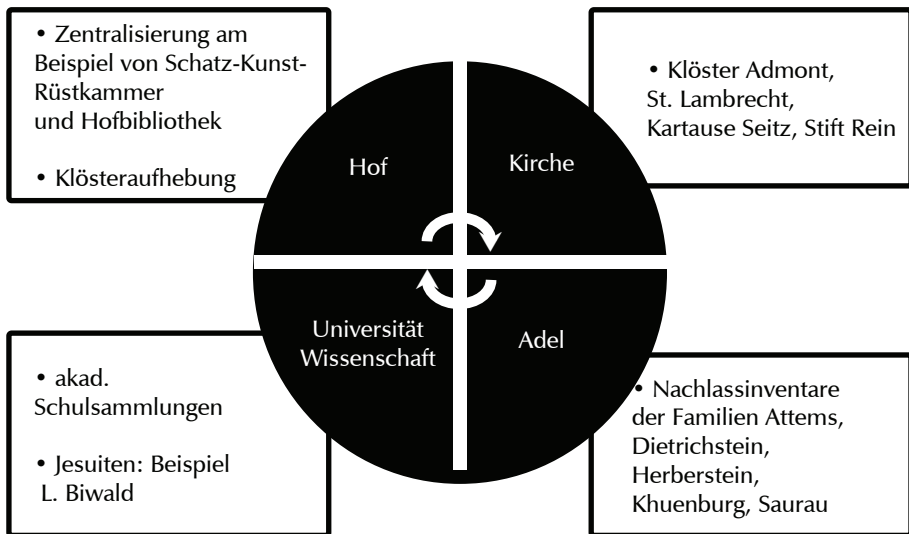 • Zentralisierung am
Beispiel von Schatz-Kunst-
Rüstkammer
und Hofbibliothek
• Klösteraufhebung
• Klöster Admont,
St. Lambrecht,
Kartause Seitz, Stift Rein
Hof
Kirche
Universität
Wissenschaft
Adel
• akad.
Schulsammlungen
• Jesuiten: Beispiel
L. Biwald
• Nachlassinventare
der Familien Attems,
Dietrichstein,
Herberstein,
Khuenburg, Saurau